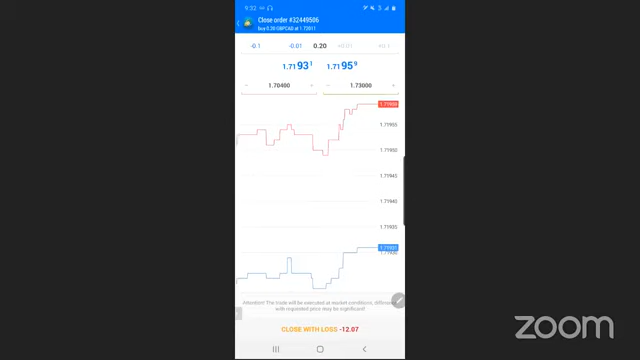 9:32
Close order #32449506
buy 0.20 GBPCAD at 1.72011
-0.1 -0.01 0.20 +0.01 +0.1
1.71931 1.71959
- 1.70400 + - 1.73000 +
1.71959
1.71955
1.71950
1.71945
1.71940
1.71935
1.71931
1.71930
Attention! The trade will be executed at market conditions, difference
with requested price may be significant!
CLOSE WITH LOSS -12.07
zoom